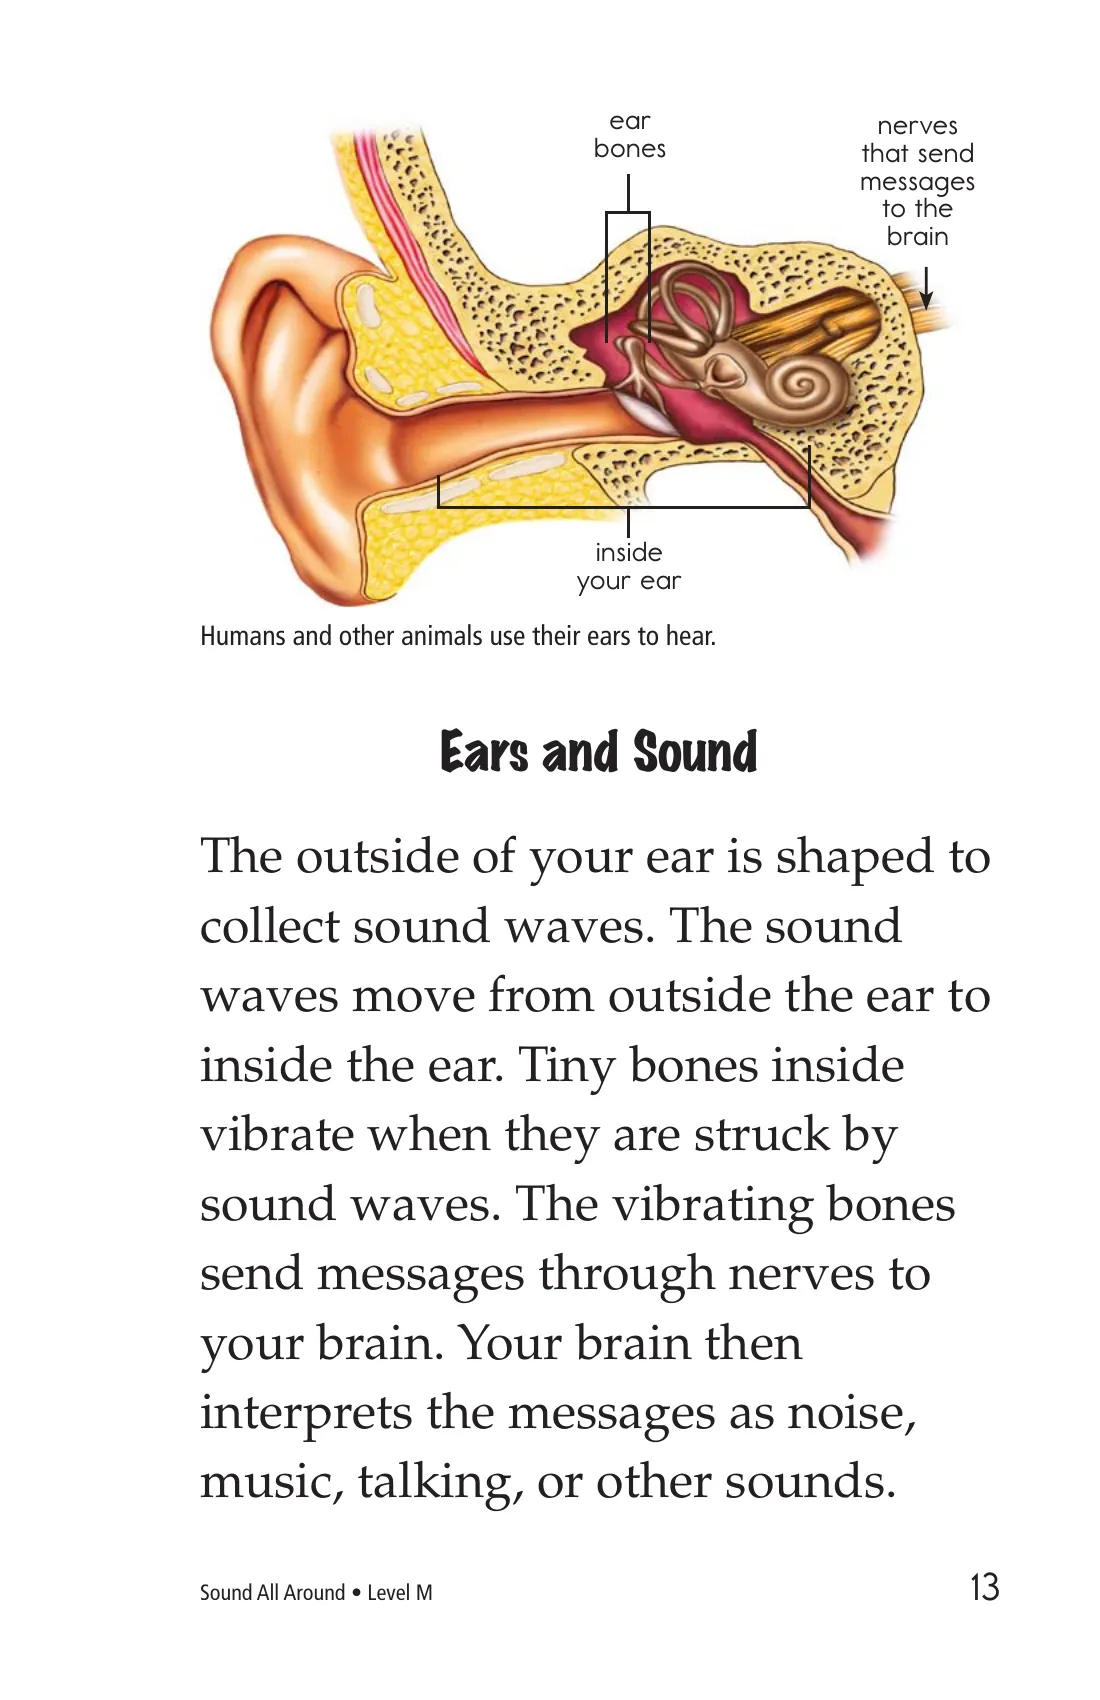 ear
bones
nerves
that send
messages
to the
brain
inside
your ear
Humans and other animals use their ears to hear.
Ears and Sound
The outside of your ear is shaped to
collect sound waves. The sound
waves move from outside the ear to
inside the ear. Tiny bones inside
vibrate when they are struck by
sound waves. The vibrating bones
send messages through nerves to
your brain. Your brain then
interprets the messages as noise,
music, talking, or other sounds.
Sound All Around • Level M
13